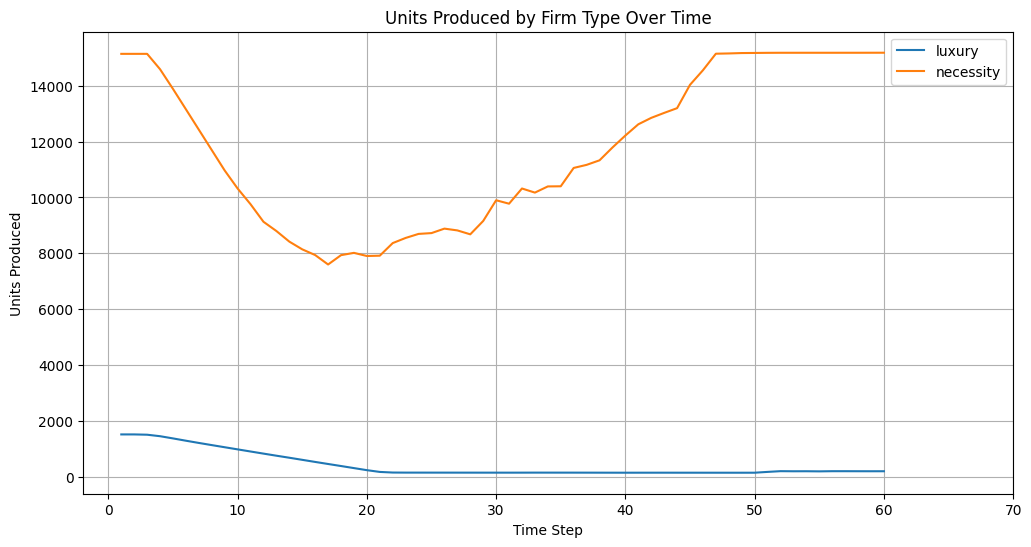 Units Produced by Firm Type Over Time
luxury
necessity
Units Produced
14000
12000
10000
8000
6000
4000
2000
0
0 10 20 30 40 50 60 70
Time Step